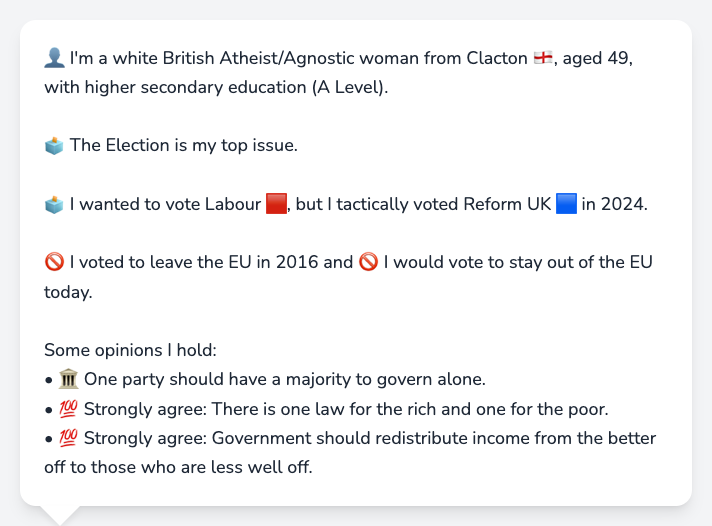 👤 I'm a white British Atheist/Agnostic woman from Clacton 🏴󠁧󠁢󠁥󠁮󠁧󠁿, aged 49,
with higher secondary education (A Level).
🗳️ The Election is my top issue.
🗳️ I wanted to vote Labour 🟥, but I tactically voted Reform UK 🟦 in 2024.
🚫 I voted to leave the EU in 2016 and 🚫 I would vote to stay out of the EU
today.
Some opinions I hold:
• 🏛️ One party should have a majority to govern alone.
• 💯 Strongly agree: There is one law for the rich and one for the poor.
• 💯 Strongly agree: Government should redistribute income from the better
off to those who are less well off.